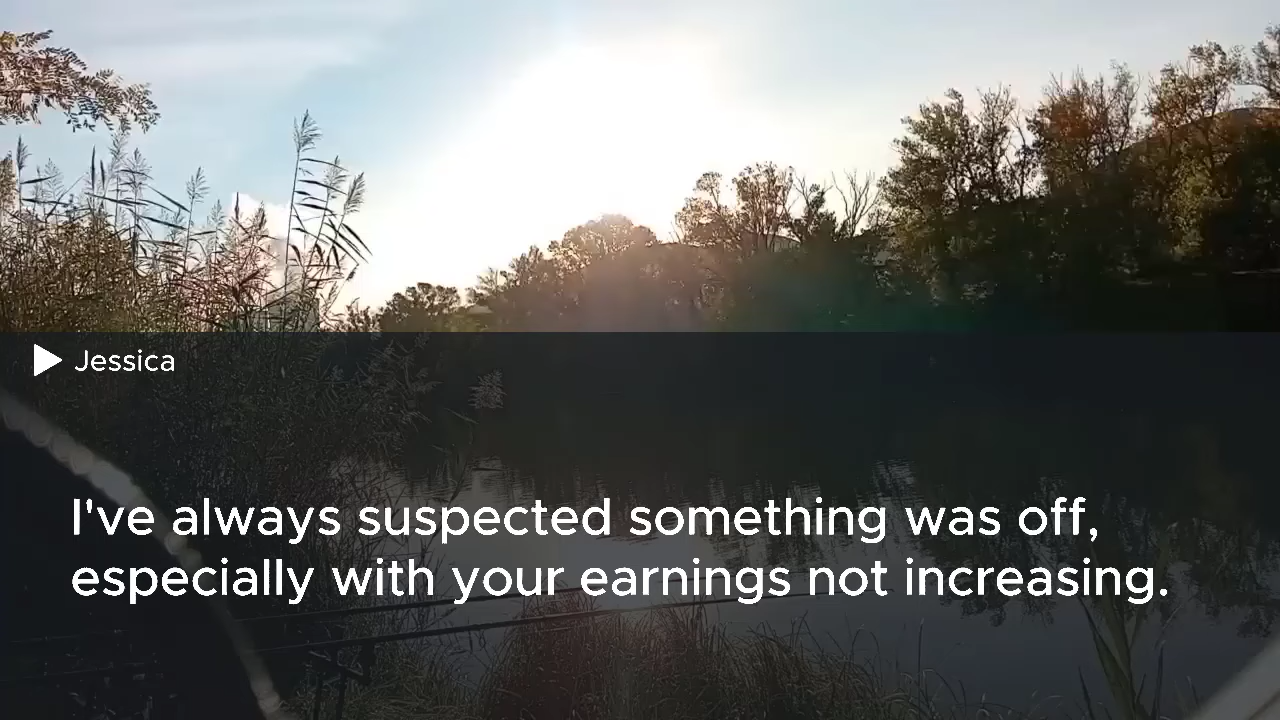 Jessica
I've always suspected something was off,
especially with your earnings not increasing.